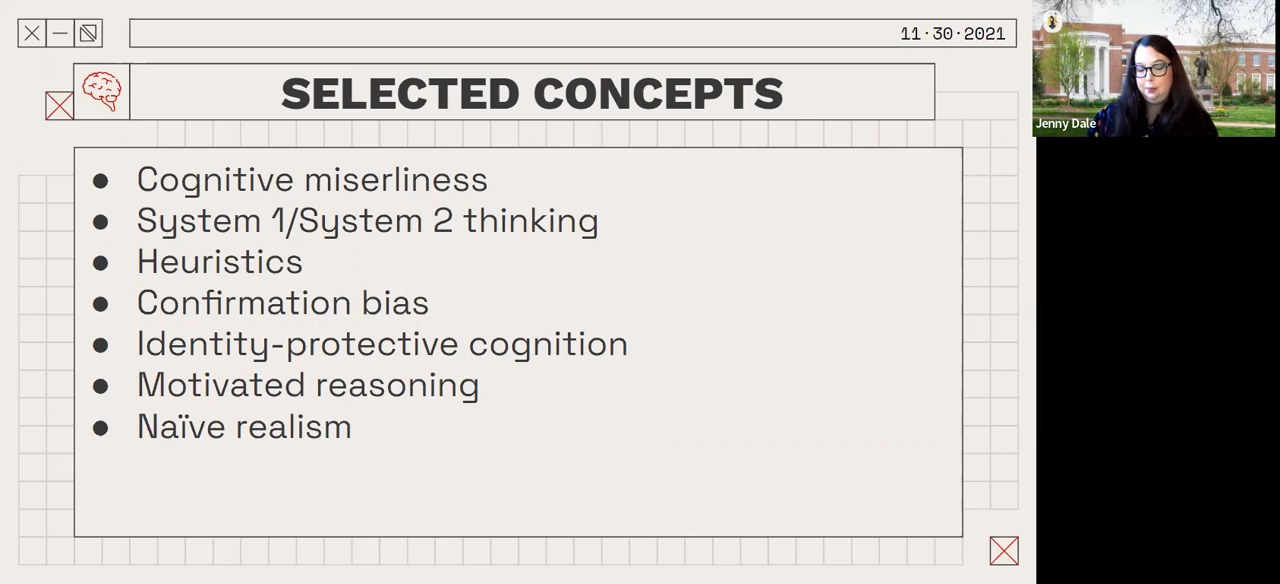 11·30·2021
SELECTED CONCEPTS
● Cognitive miserliness
● System 1/System 2 thinking
● Heuristics
● Confirmation bias
● Identity-protective cognition
● Motivated reasoning
● Naïve realism
Jenny Dale